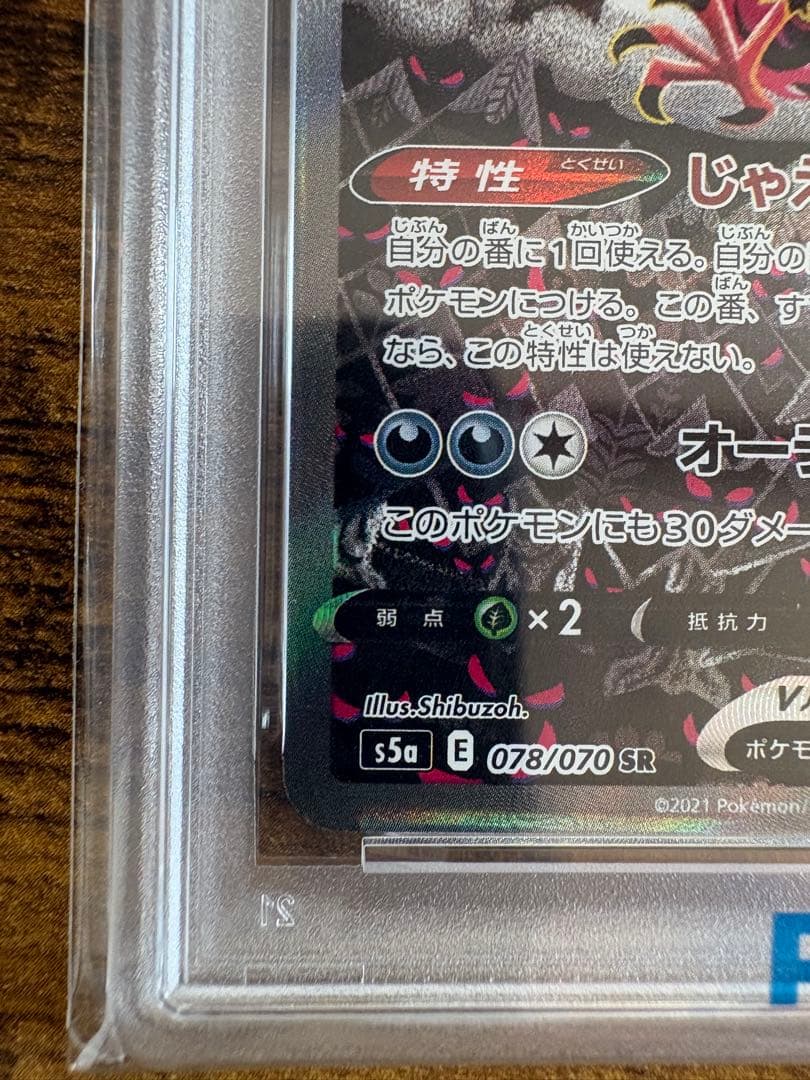 特性 とくせい じゃえ
じぶん ばん かいつか じぶん
自分の番に1回使える。自分の
ばん
ポケモンにつける。この番、す
とくせい つか
なら、この特性は使えない。
オーラ
このポケモンにも30ダメー
弱点 ×2 抵抗力
Illus.Shibuzoh.
s5a E 078/070 SR
ポケモ
©2021 Pokémon
21